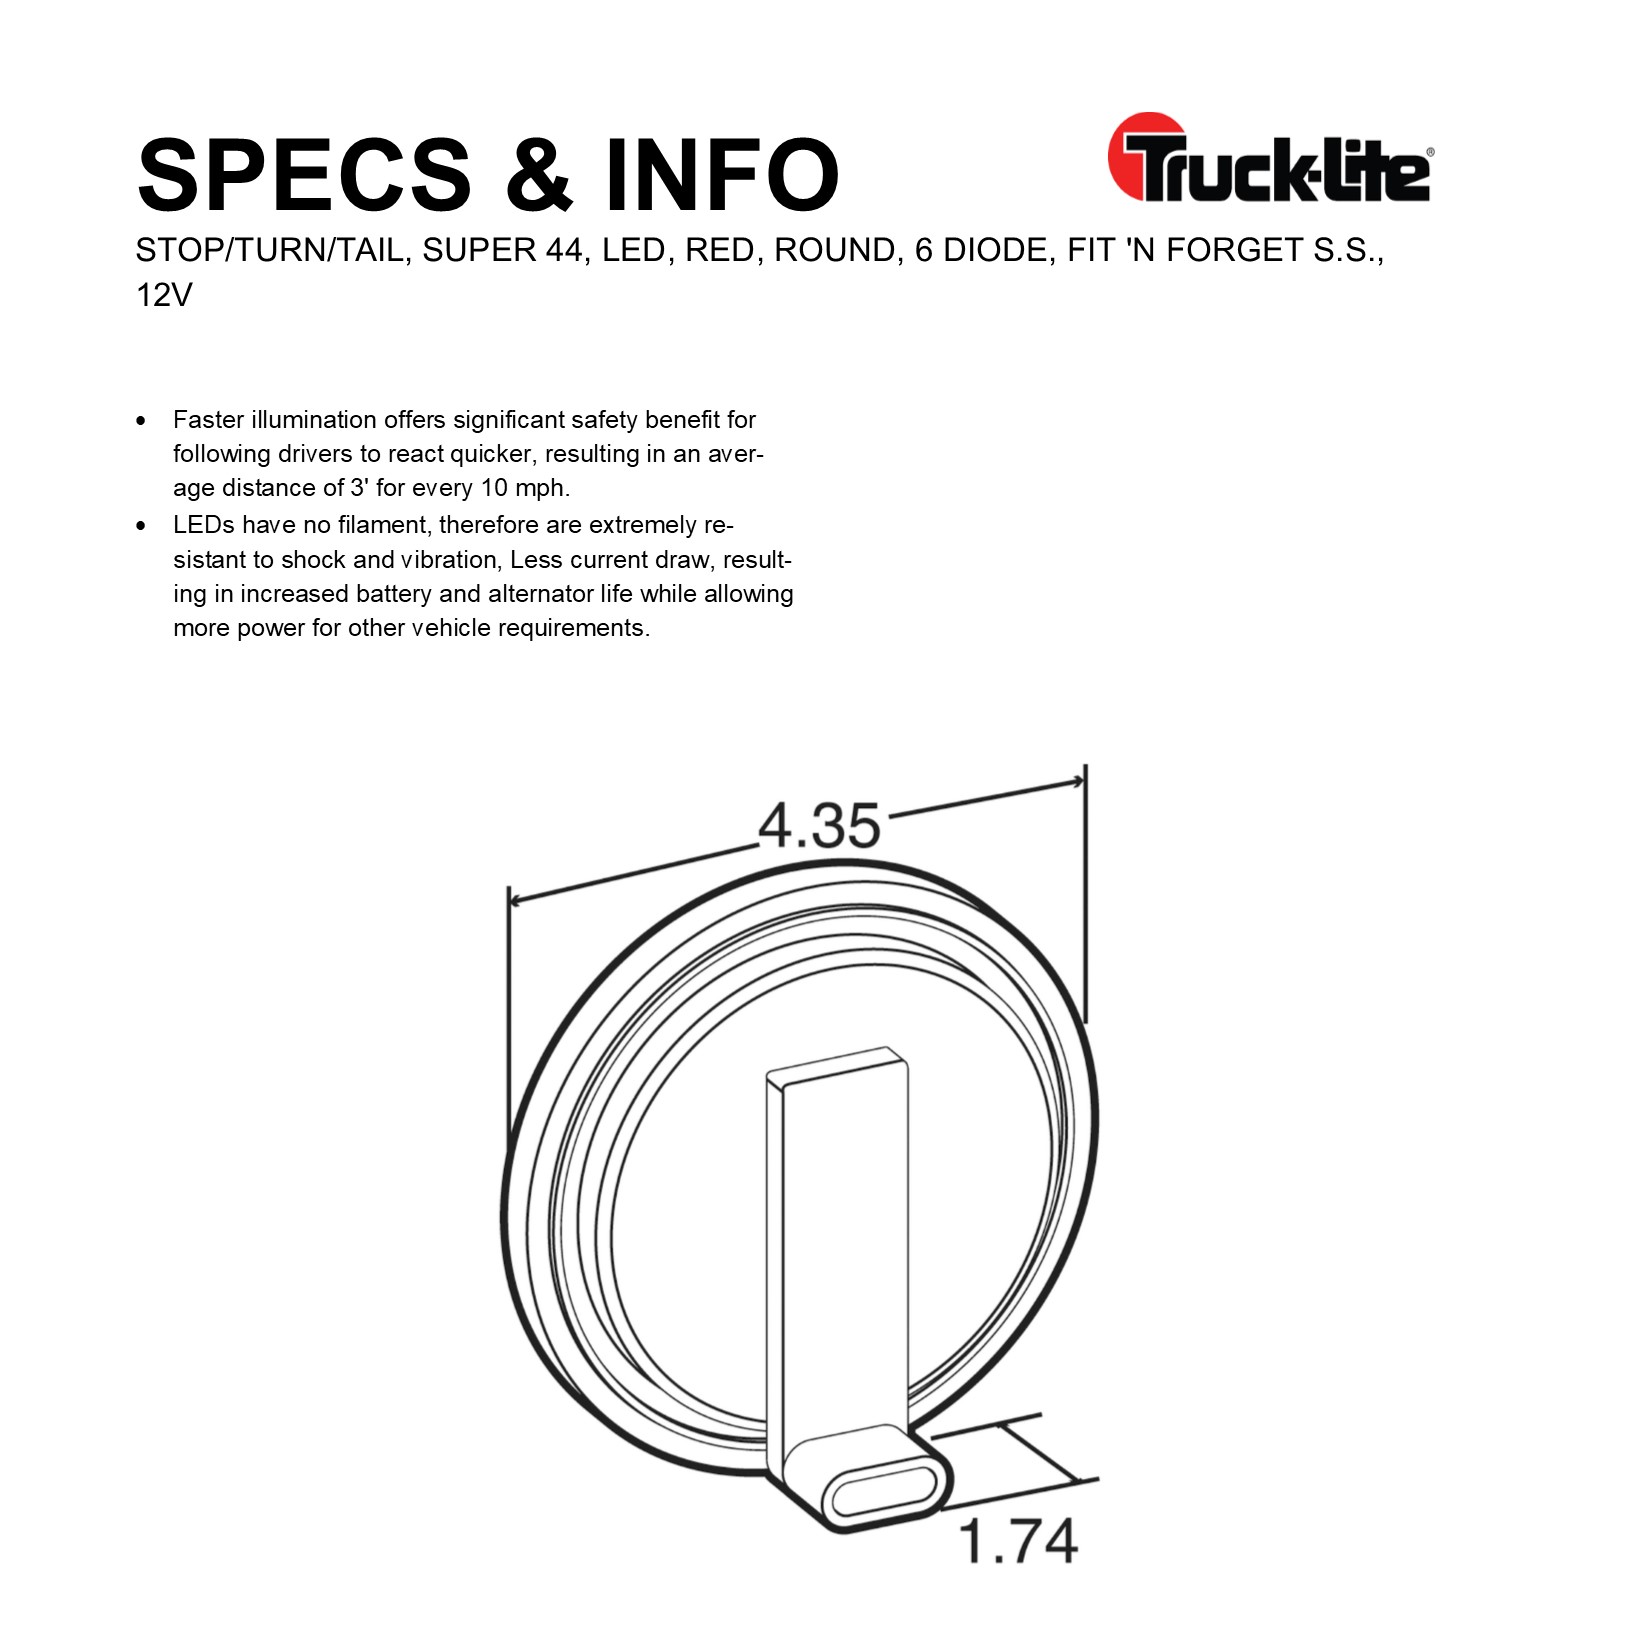 SPECS & INFO
Truck-Lite®
STOP/TURN/TAIL, SUPER 44, LED, RED, ROUND, 6 DIODE, FIT 'N FORGET S.S.,
12V
• Faster illumination offers significant safety benefit for
following drivers to react quicker, resulting in an aver-
age distance of 3' for every 10 mph.
• LEDs have no filament, therefore are extremely re-
sistant to shock and vibration, Less current draw, result-
ing in increased battery and alternator life while allowing
more power for other vehicle requirements.
4.35
1.74